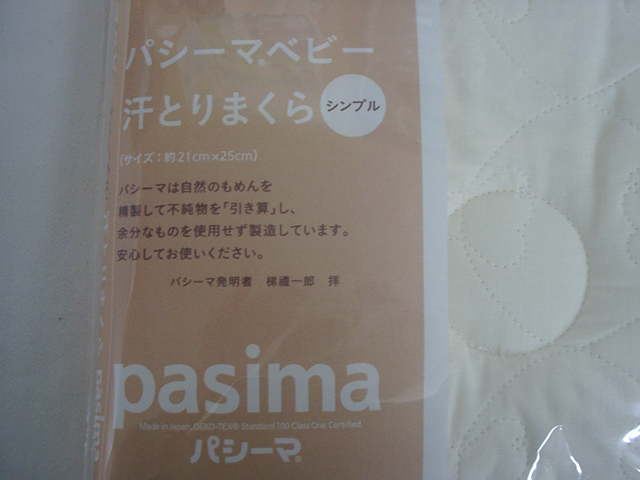 パシーマ®ベビー
汗とりまくら シンプル
(サイズ：約21cm×25cm)
パシーマは自然のもめんを
精製して不純物を「引き算」し、
余分なものを使用せず製造しています。
安心してお使いください。
パシーマ発明者 梯禮一郎 拝
pasima
Made in Japan, OEKO-TEX® Standard 100 Class One Certified.
パシーマ®
pasima